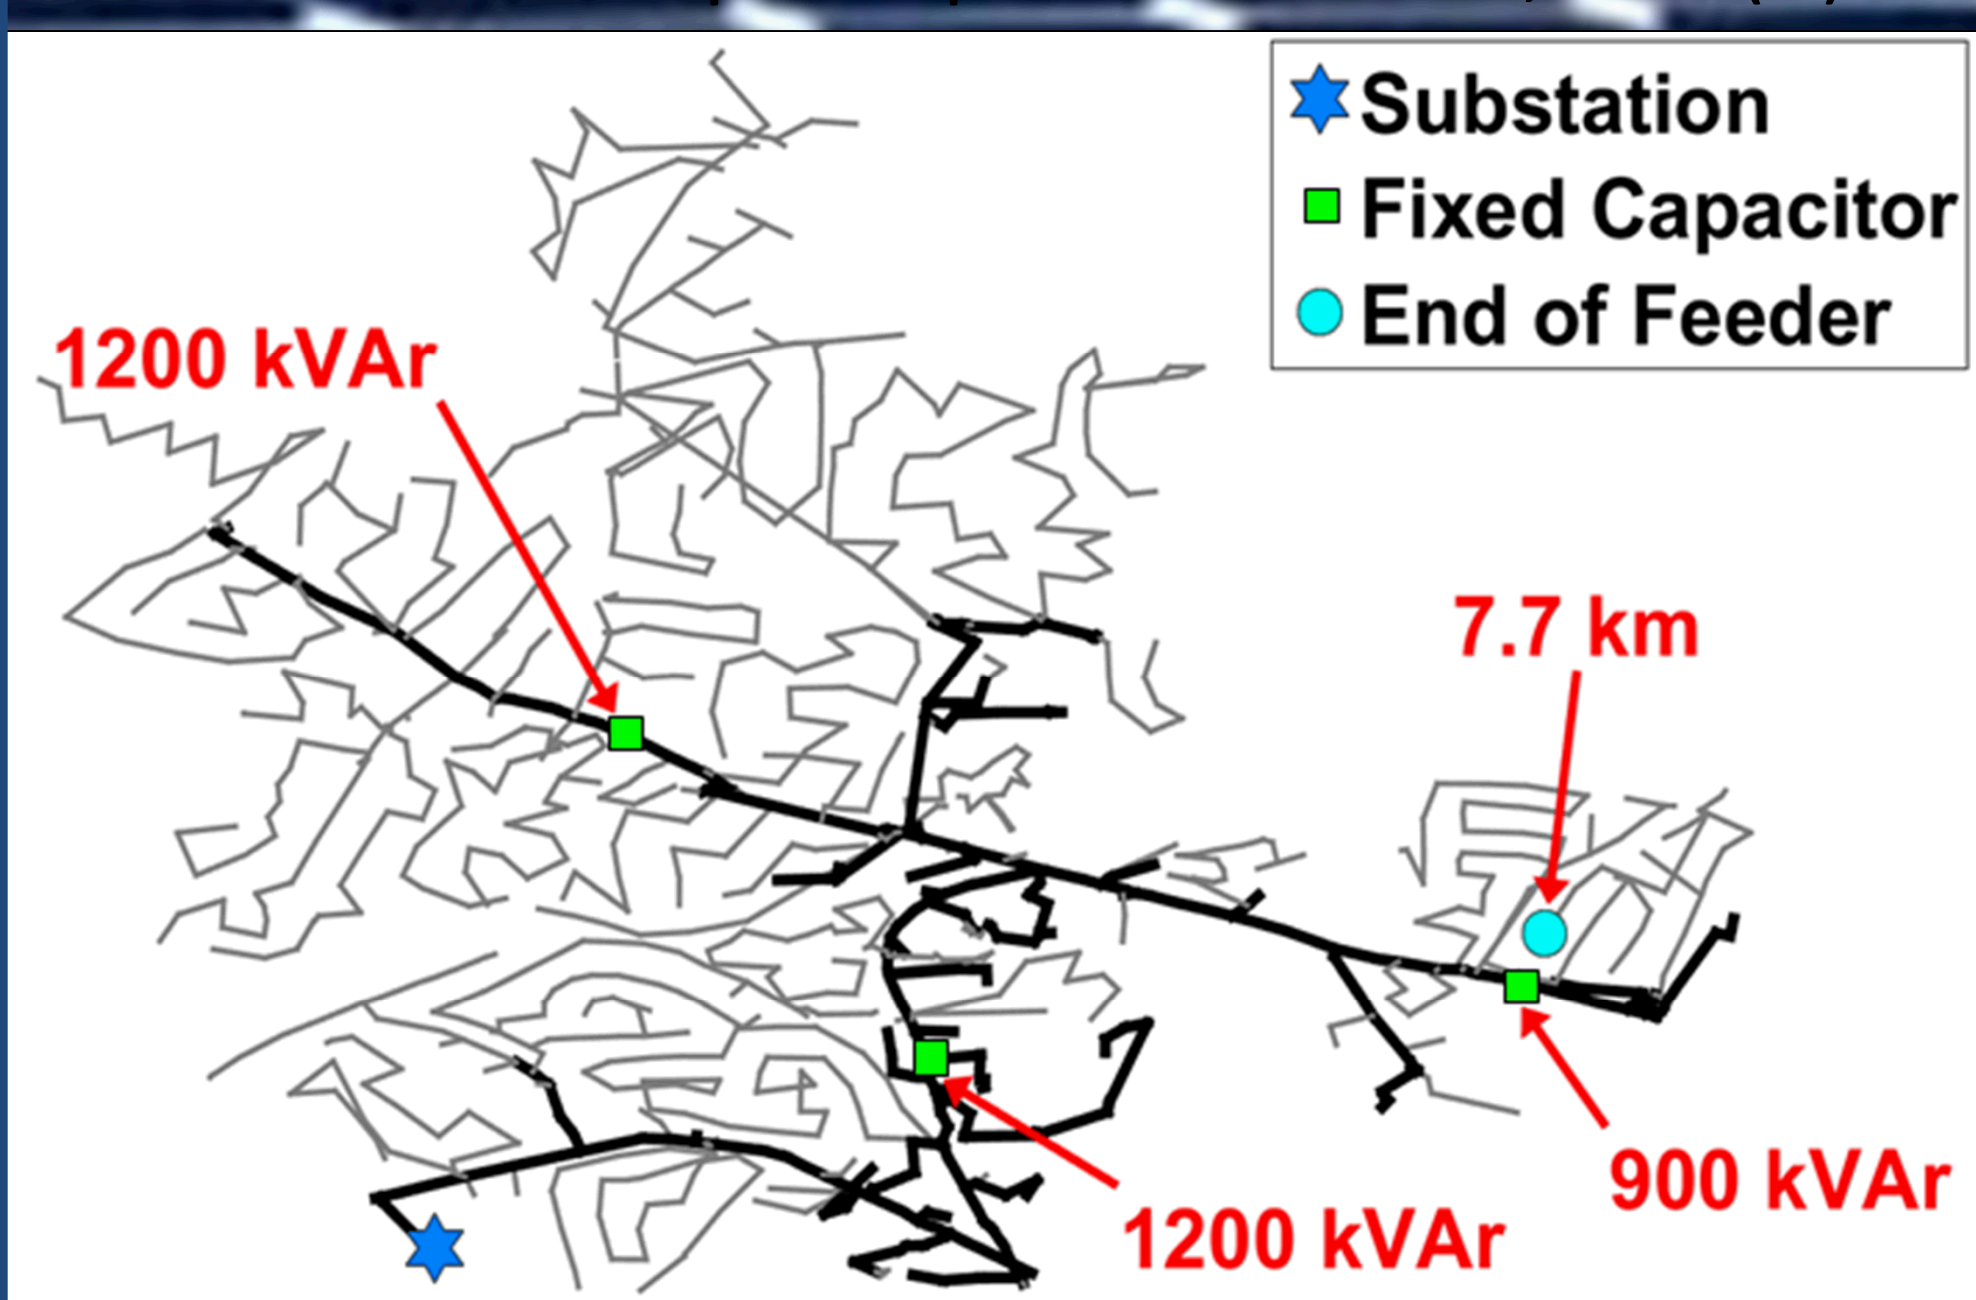 Substation
Fixed Capacitor
End of Feeder
1200 kVAr
7.7 km
900 kVAr
1200 kVAr